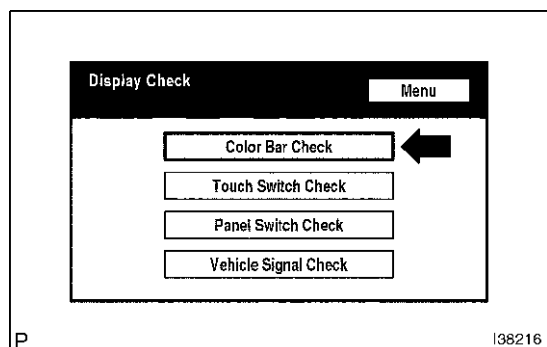 Display Check
Menu
Color Bar Check
Touch Switch Check
Panel Switch Check
Vehicle Signal Check
P
I38216